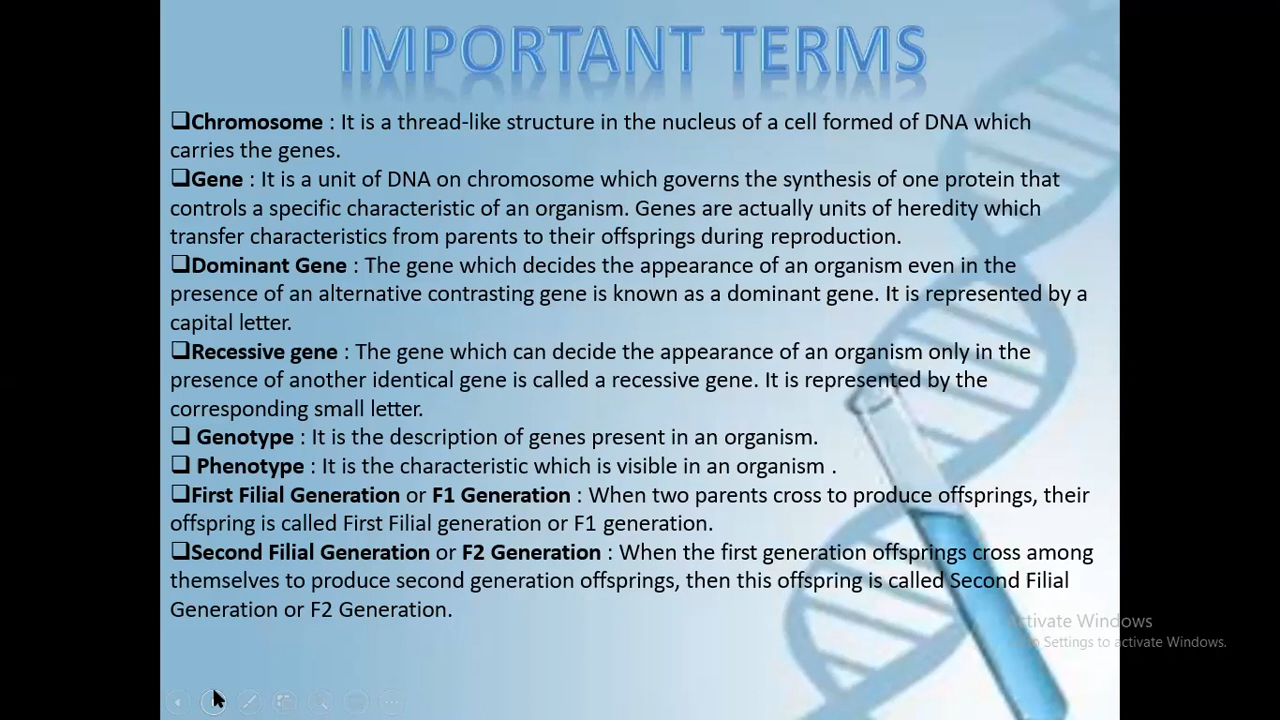 IMPORTANT TERMS
❑Chromosome : It is a thread-like structure in the nucleus of a cell formed of DNA which
carries the genes.
❑Gene : It is a unit of DNA on chromosome which governs the synthesis of one protein that
controls a specific characteristic of an organism. Genes are actually units of heredity which
transfer characteristics from parents to their offsprings during reproduction.
❑Dominant Gene : The gene which decides the appearance of an organism even in the
presence of an alternative contrasting gene is known as a dominant gene. It is represented by a
capital letter.
❑Recessive gene : The gene which can decide the appearance of an organism only in the
presence of another identical gene is called a recessive gene. It is represented by the
corresponding small letter.
❑ Genotype : It is the description of genes present in an organism.
❑ Phenotype : It is the characteristic which is visible in an organism .
❑First Filial Generation or F1 Generation : When two parents cross to produce offsprings, their
offspring is called First Filial generation or F1 generation.
❑Second Filial Generation or F2 Generation : When the first generation offsprings cross among
themselves to produce second generation offsprings, then this offspring is called Second Filial
Generation or F2 Generation.
Activate Windows
Settings to activate Windows.